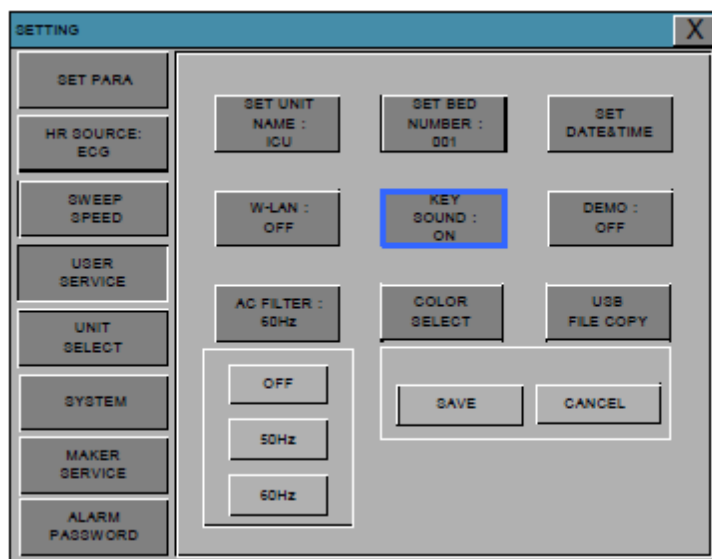 SETTING
X
SET PARA
HR SOURCE:
ECG
SWEEP
SPEED
USER
SERVICE
UNIT
SELECT
SYSTEM
MAKER
SERVICE
ALARM
PASSWORD
SET UNIT
NAME :
ICU
SET BED
NUMBER :
001
SET
DATE&TIME
W-LAN :
OFF
KEY
SOUND :
ON
DEMO :
OFF
AC FILTER :
60Hz
COLOR
SELECT
USB
FILE COPY
OFF
50Hz
60Hz
SAVE
CANCEL